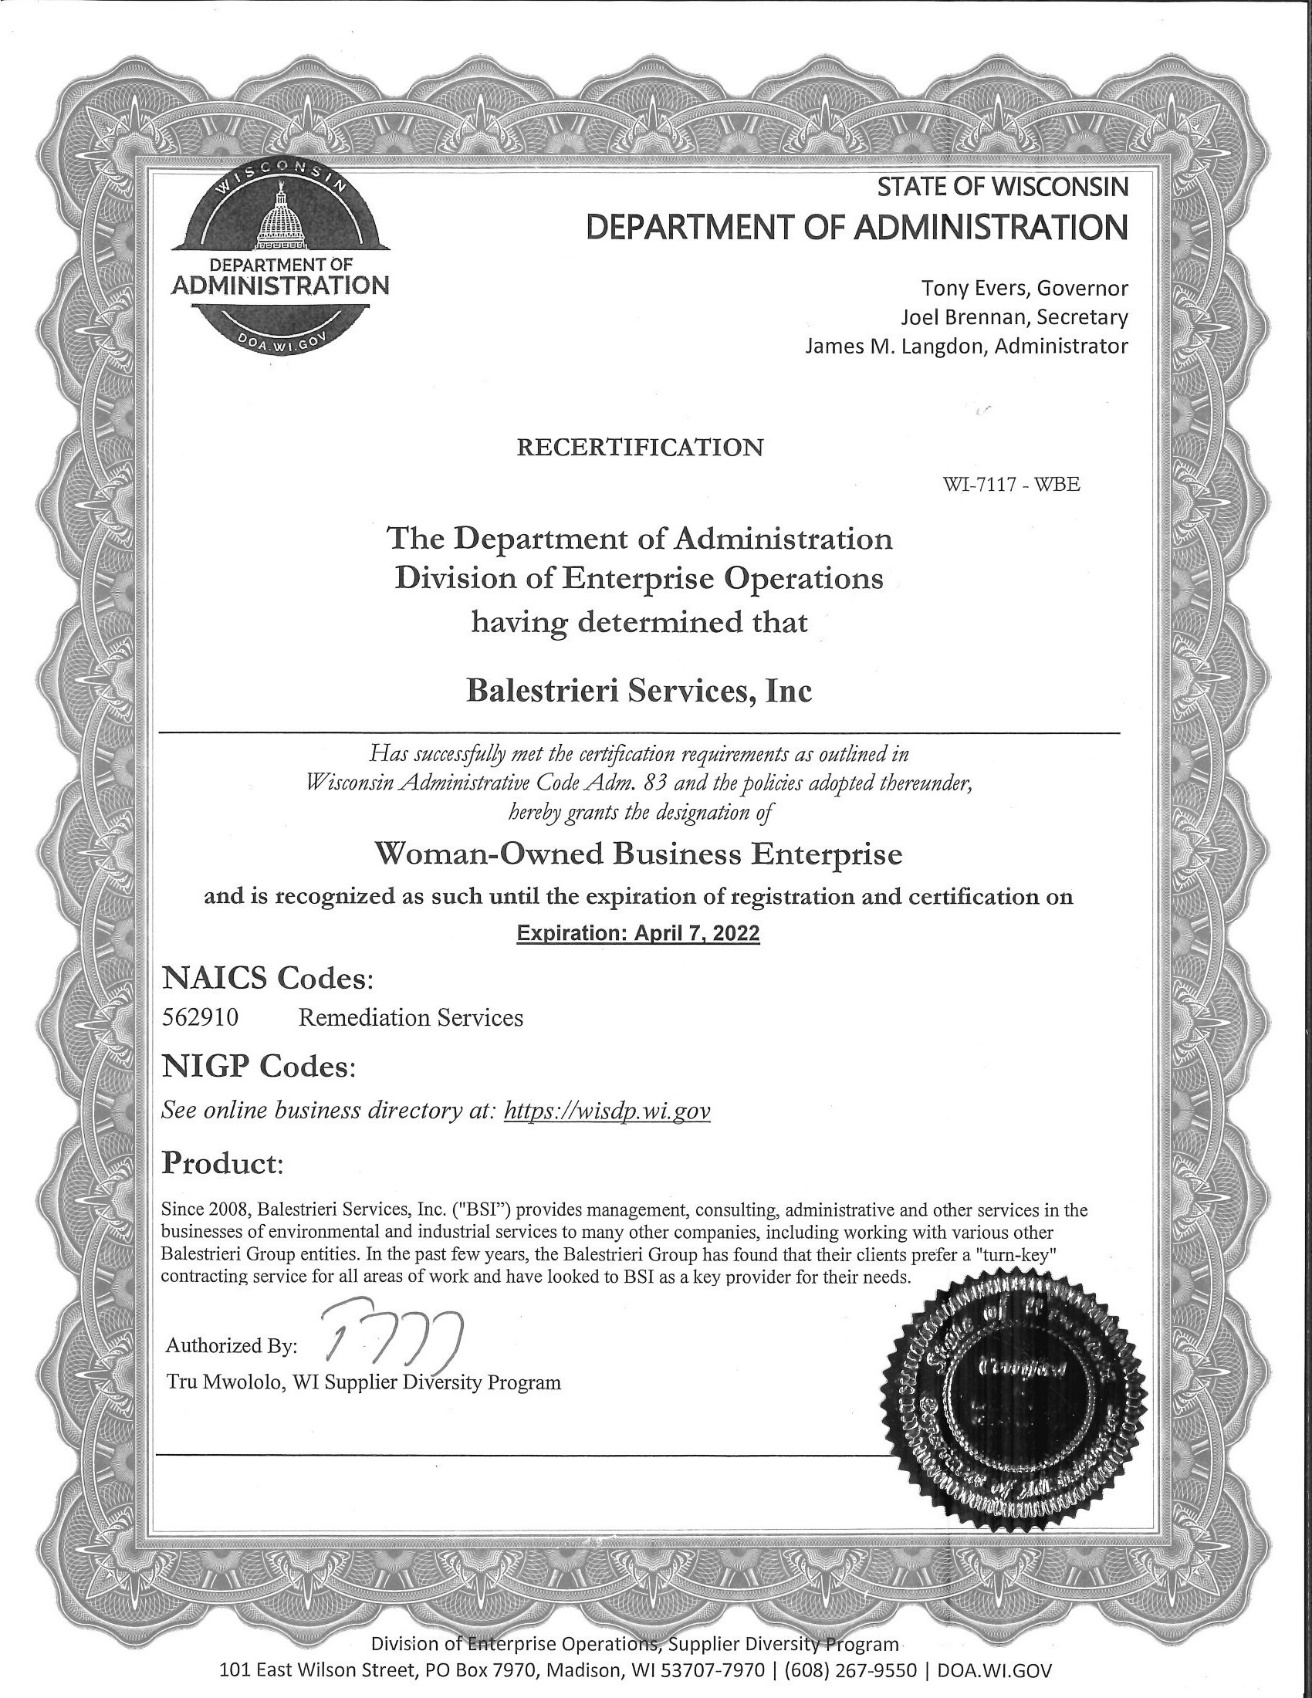 WISCONSIN
DEPARTMENT OF
ADMINISTRATION
DOA.WI.GOV
STATE OF WISCONSIN
DEPARTMENT OF ADMINISTRATION
Tony Evers, Governor
Joel Brennan, Secretary
James M. Langdon, Administrator
RECERTIFICATION
WI-7117 - WBE
The Department of Administration
Division of Enterprise Operations
having determined that
Balestrieri Services, Inc
Has successfully met the certification requirements as outlined in
Wisconsin Administrative Code Adm. 83 and the policies adopted thereunder,
hereby grants the designation of
Woman-Owned Business Enterprise
and is recognized as such until the expiration of registration and certification on
Expiration: April 7, 2022
NAICS Codes:
562910 Remediation Services
NIGP Codes:
See online business directory at: https://wisdp.wi.gov
Product:
Since 2008, Balestrieri Services, Inc. ("BSI") provides management, consulting, administrative and other services in the
businesses of environmental and industrial services to many other companies, including working with various other
Balestrieri Group entities. In the past few years, the Balestrieri Group has found that their clients prefer a "turn-key"
contracting service for all areas of work and have looked to BSI as a key provider for their needs.
Authorized By:
Tru Mwololo, WI Supplier Diversity Program
State of
Division of Enterprise Operations, Supplier Diversity Program
101 East Wilson Street, PO Box 7970, Madison, WI 53707-7970 | (608) 267-9550 | DOA.WI.GOV